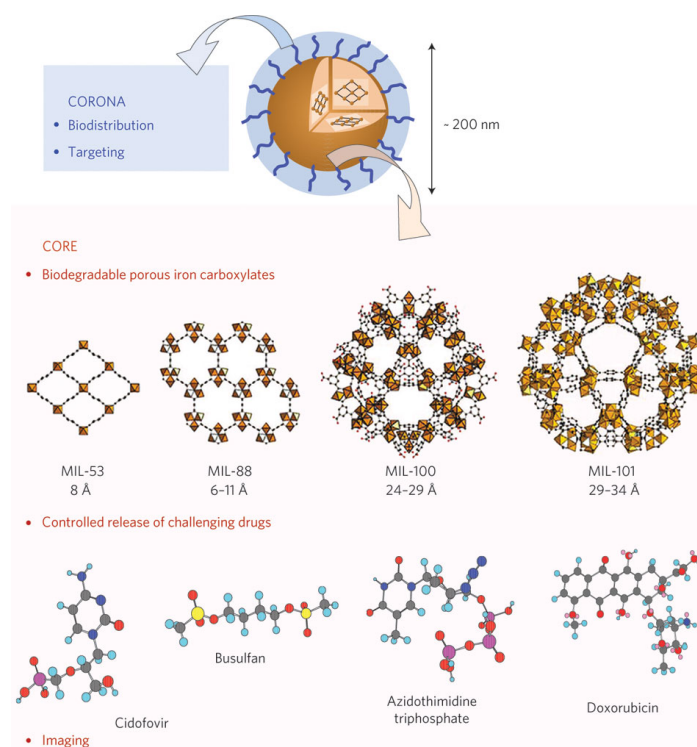 CORONA
• Biodistribution
• Targeting
~ 200 nm
CORE
• Biodegradable porous iron carboxylates
MIL-53
8 Å
MIL-88
6–11 Å
MIL-100
24–29 Å
MIL-101
29–34 Å
• Controlled release of challenging drugs
Cidofovir
Busulfan
Azidothimidine
triphosphate
Doxorubicin
• Imaging